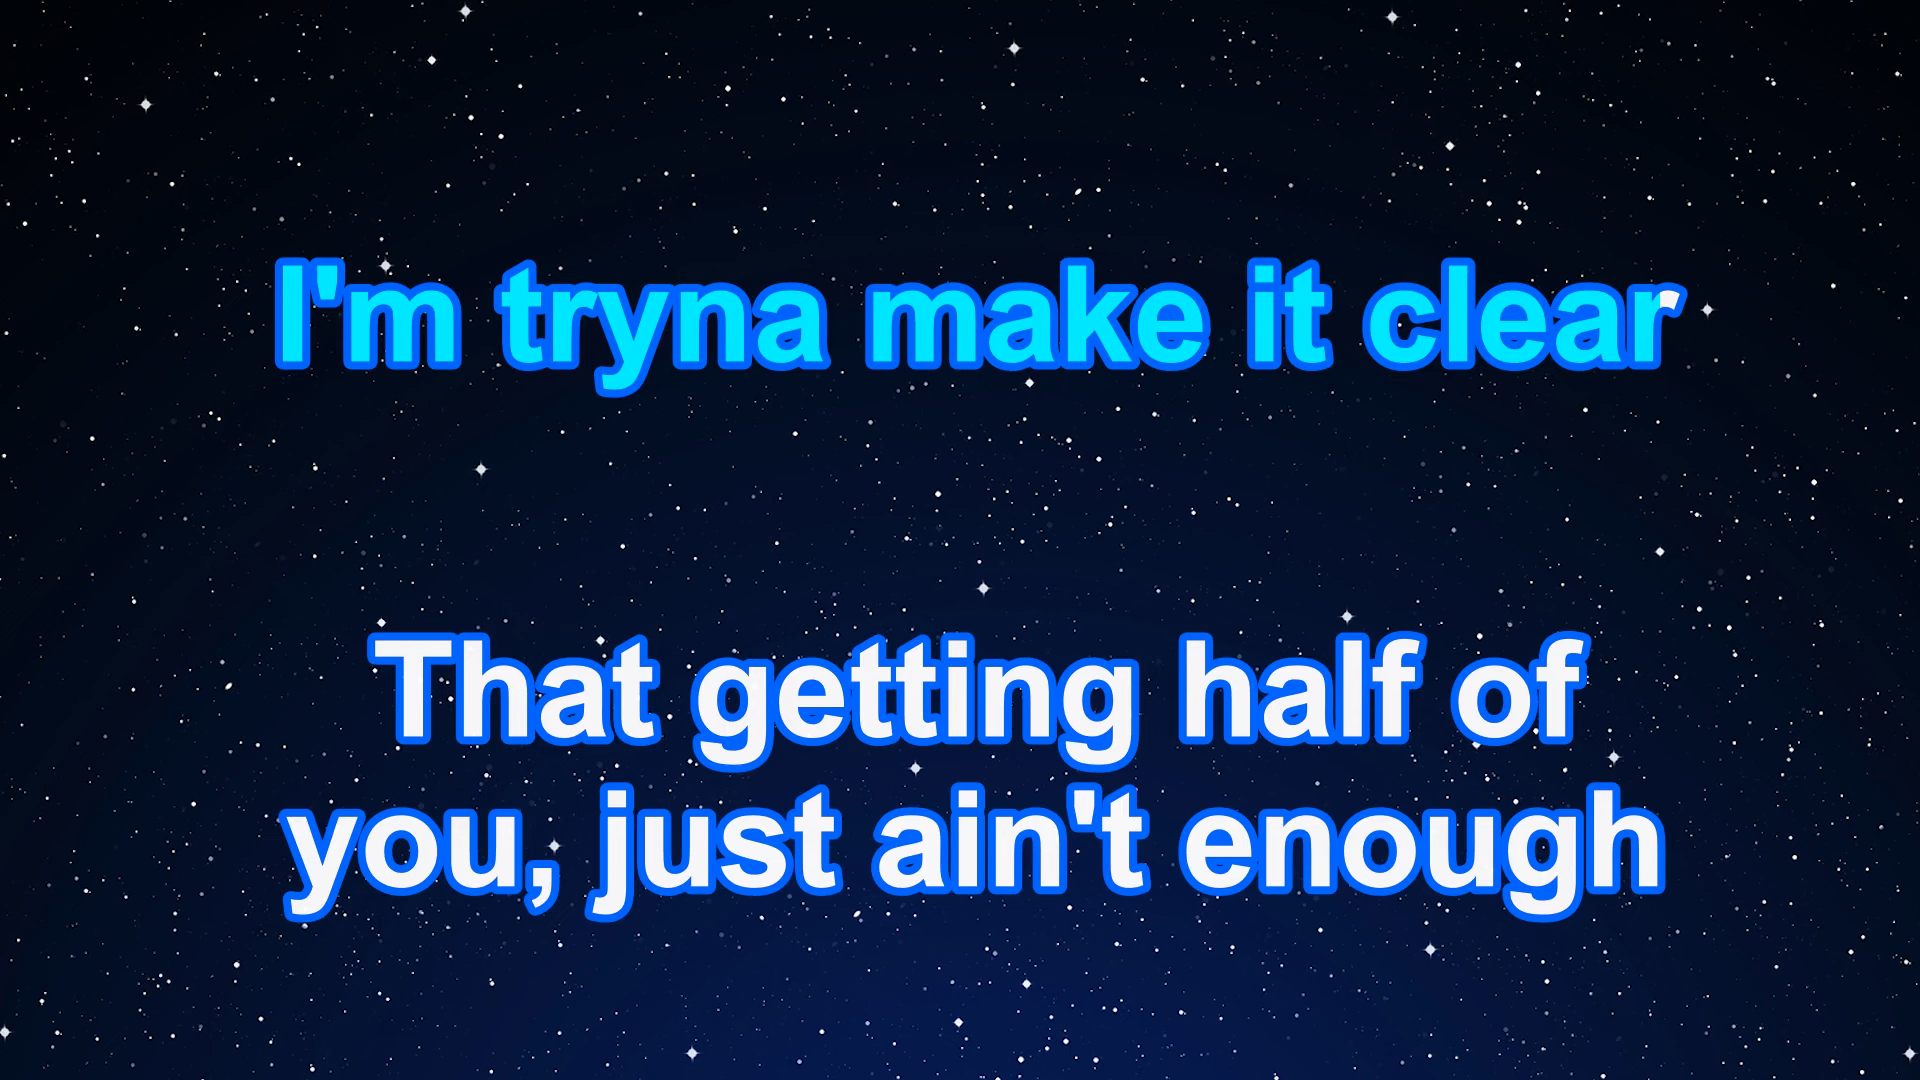 I'm tryna make it clear
That getting half of
you, just ain't enough